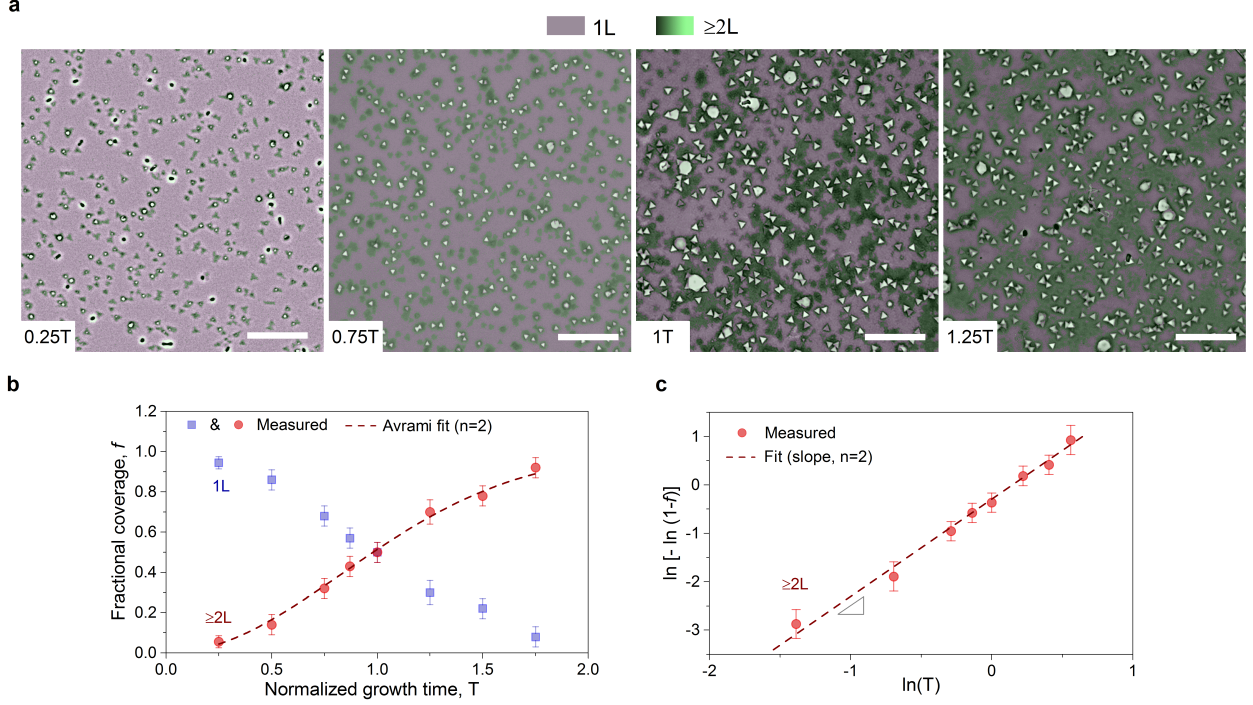 a
1L ≥2L
0.25T 0.75T 1T 1.25T
b
1.2
1.0
0.8
0.6
0.4
0.2
0.0
0.0 0.5 1.0 1.5 2.0
Fractional coverage, f
Normalized growth time, T
& Measured Avrami fit (n=2)
1L
≥2L
c
1
0
-1
-2
-3
-2 -1 0 1
ln [- ln (1-f)]
ln(T)
Measured
Fit (slope, n=2)
≥2L